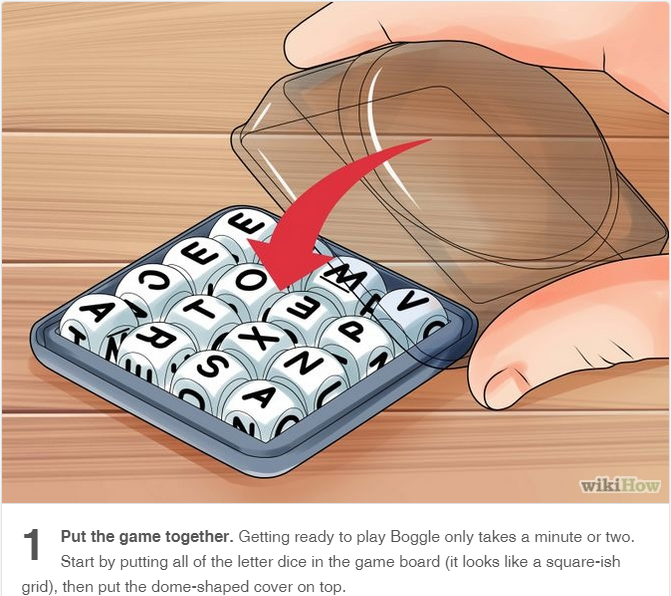 E
E
C
O
M
A
T
E
V
R
X
P
S
N
A
wikiHow
1
Put the game together. Getting ready to play Boggle only takes a minute or two.
Start by putting all of the letter dice in the game board (it looks like a square-ish
grid), then put the dome-shaped cover on top.